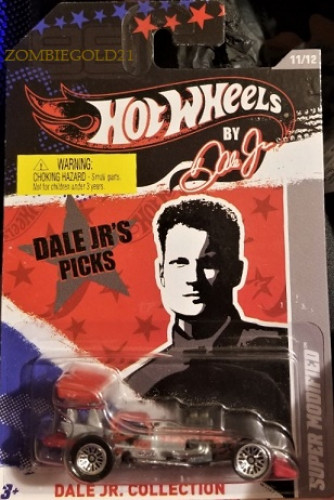 ZOMBIEGOLD21
11/12
HOT WHEELS
BY
Dale Jr.
WARNING:
CHOKING HAZARD - Small parts.
Not for children under 3 years.
DALE JR'S
PICKS
SUPER MODIFIED™
3+
DALE JR. COLLECTION